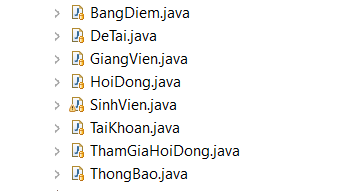 BangDiem.java
DeTai.java
GiangVien.java
HoiDong.java
SinhVien.java
TaiKhoan.java
ThamGiaHoiDong.java
ThongBao.java